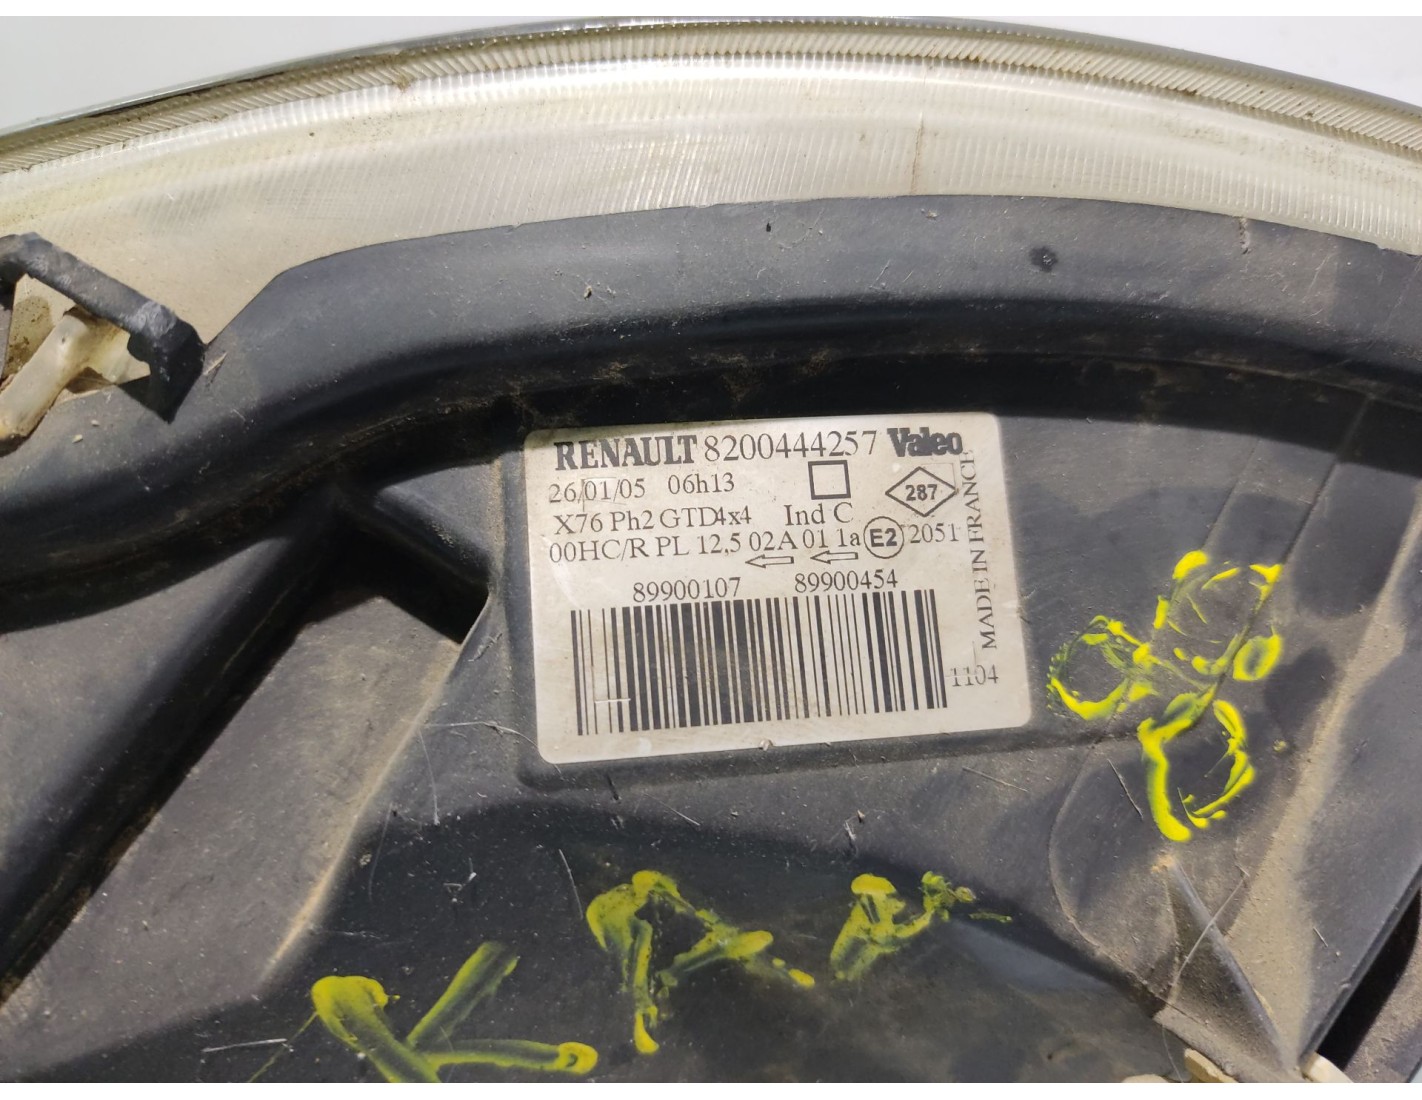 RENAULT 8200444257 Valeo
26/01/05 06h13
287
X76 Ph2 GTD4x4 Ind C
00HC/R PL 12,5 02A 01 1a E2 2051
89900107 89900454
MADE IN FRANCE
1104